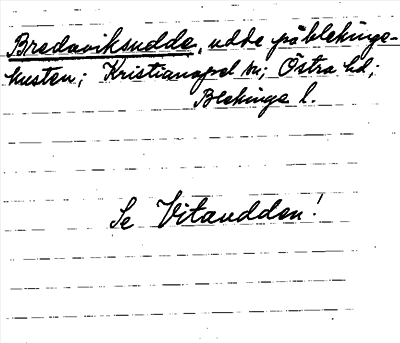 Bredaviksudde, udde på blekinge-
kusten; Kristianopel sn; Östra hd;
Blekinge l.
Se Vitaudden!